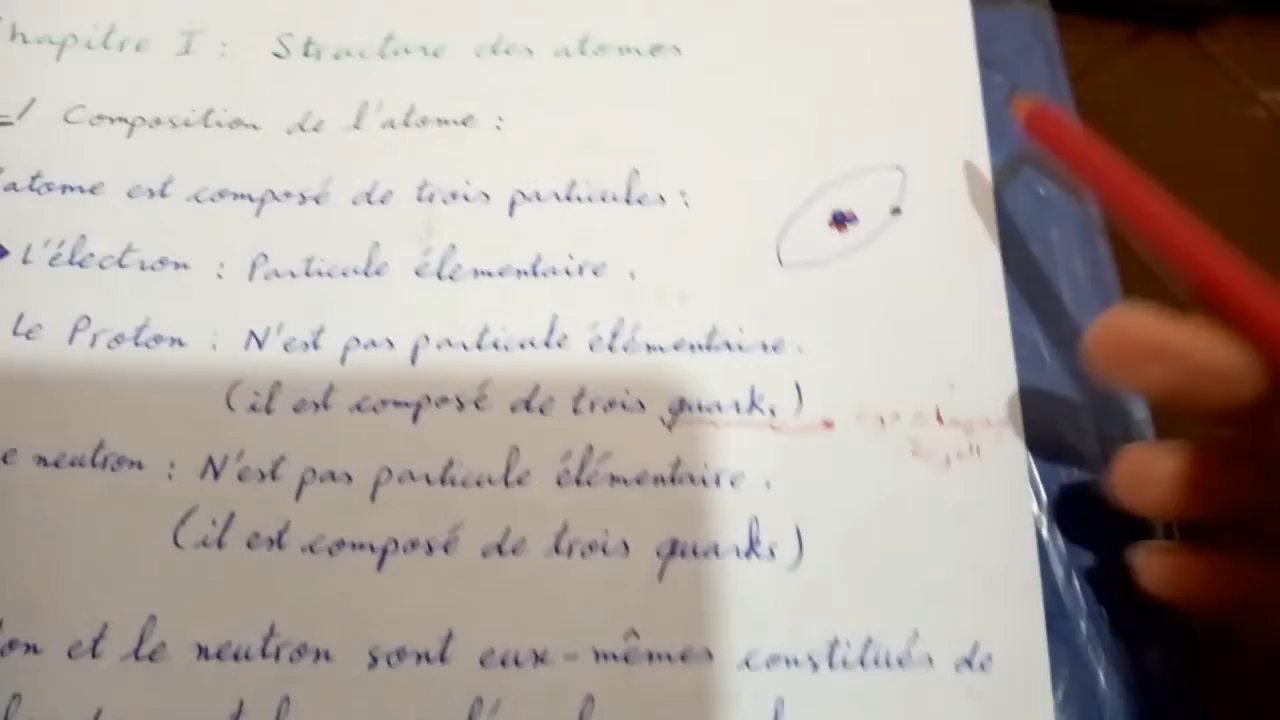 Chapitre I : Structure des atomes
=/ Composition de l'atome :
atome est composé de trois particules :
L'électron : Particule élementaire.
Le Proton : N'est pas particule élémentaire.
(il est composé de trois quarks)
e neutron : N'est pas particule élémentaire.
(il est composé de trois quarks)
on et le neutron sont eux-mêmes constitués de